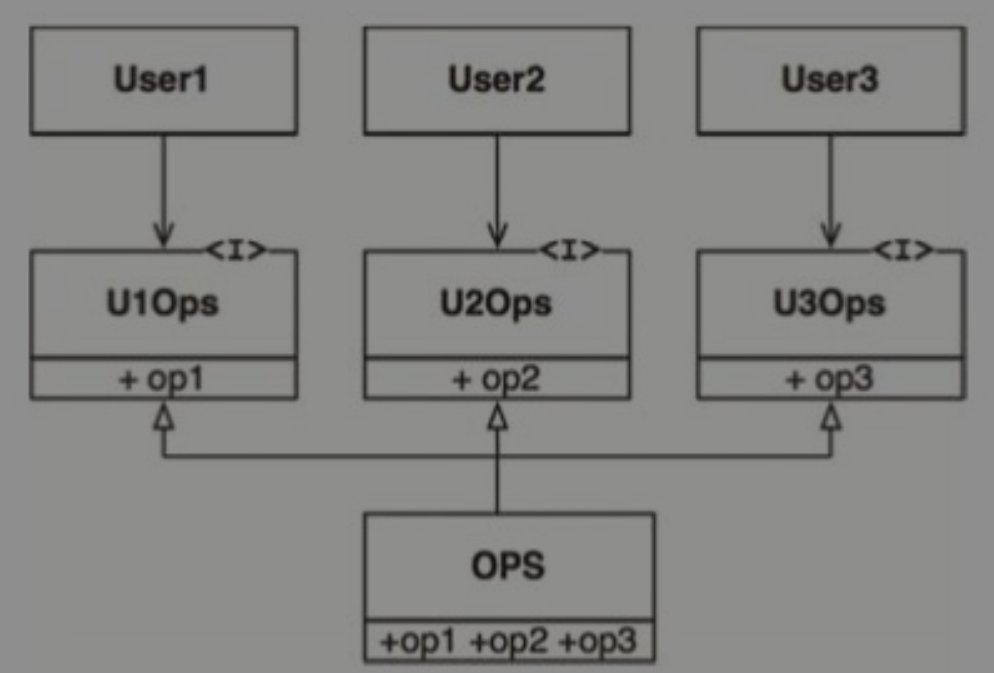 User1 User2 User3
<I> <I> <I>
U1Ops U2Ops U3Ops
+ op1 + op2 + op3
OPS
+op1 +op2 +op3